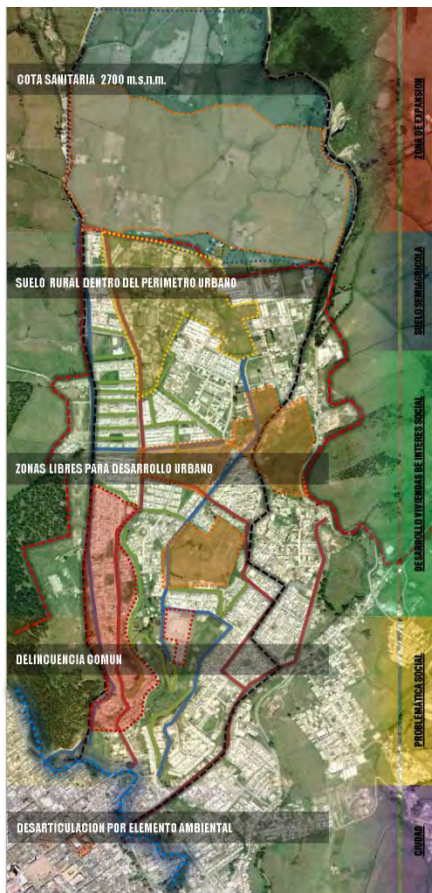 COTA SANITARIA 2700 m.s.n.m.
ZONA DE EXPANSION
SUELO RURAL DENTRO DEL PERIMETRO URBANO
SUELO SEMIAGRICOLA
ZONAS LIBRES PARA DESARROLLO URBANO
DESARROLLO VIVIENDAS DE INTERES SOCIAL
DELINCUENCIA COMUN
PROBLEMÁTICA SOCIAL
DESARTICULACION POR ELEMENTO AMBIENTAL
CIUDAD